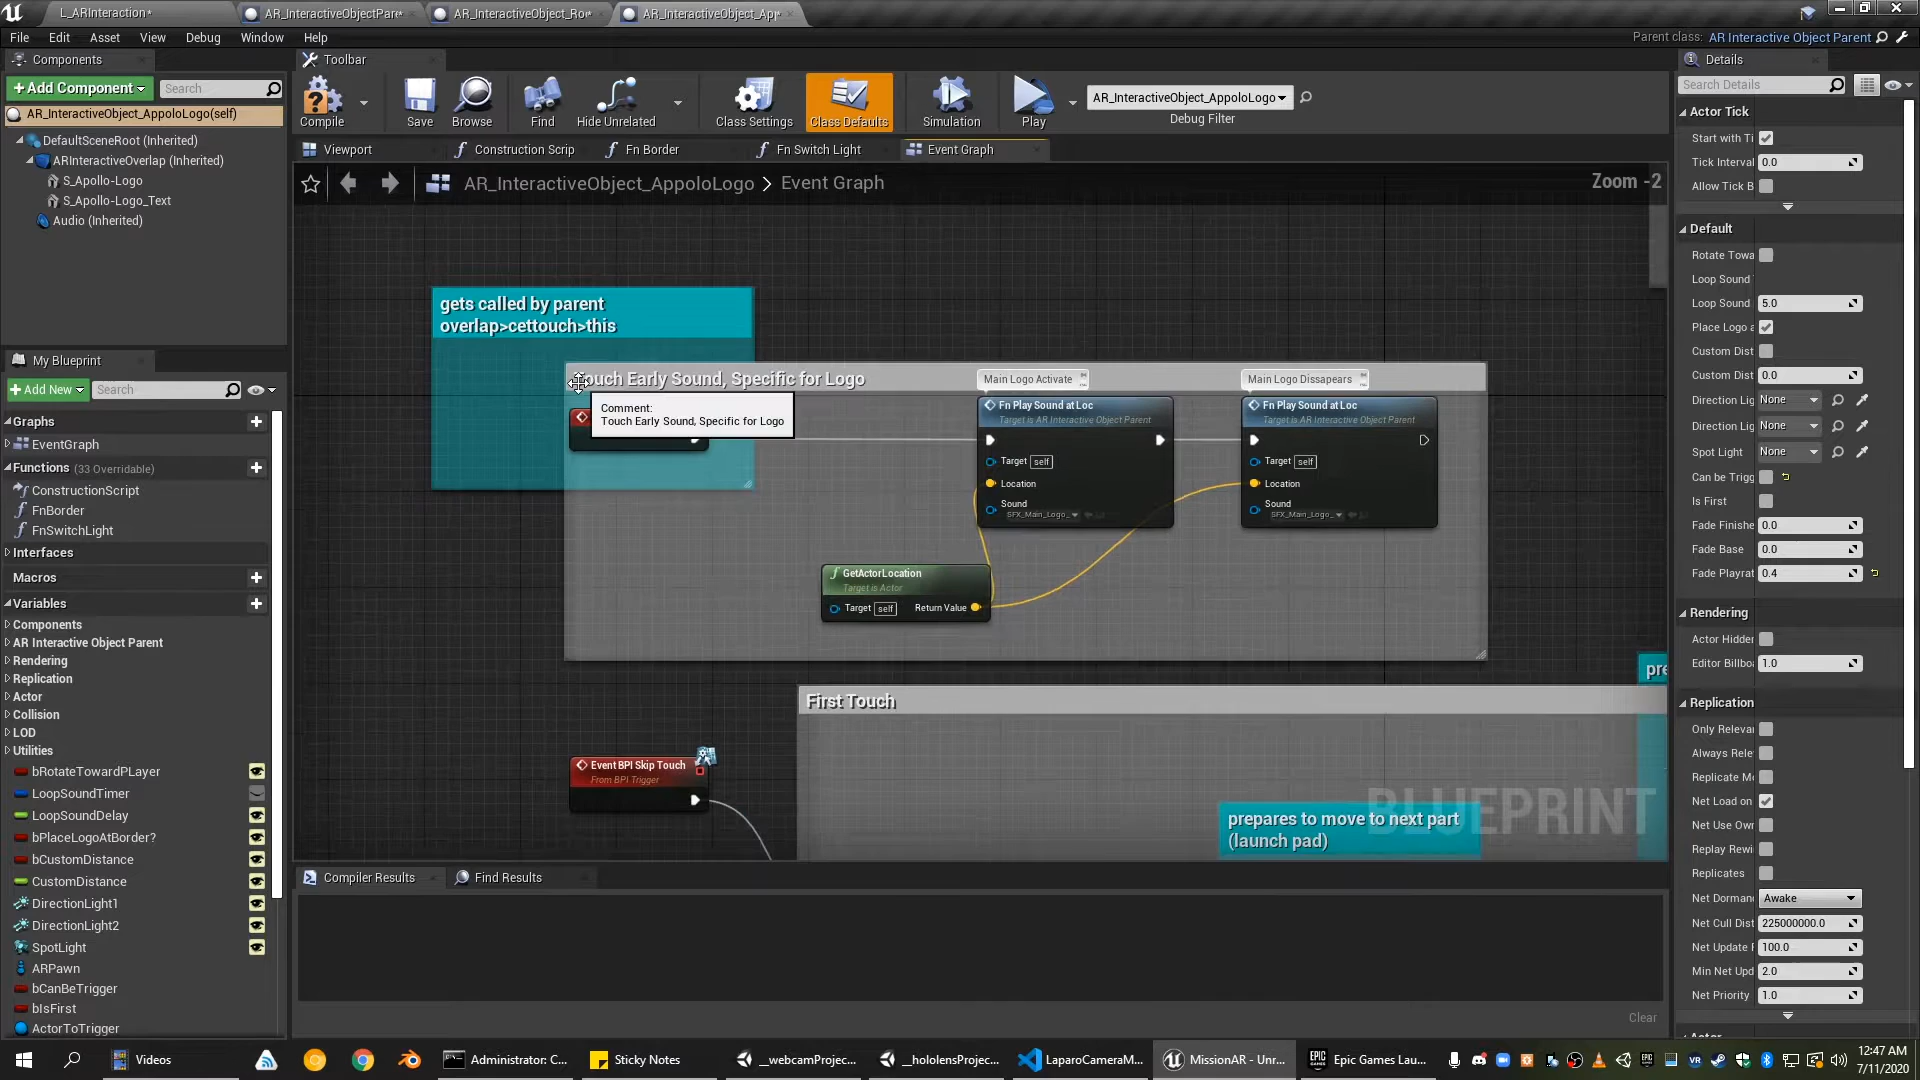 L_ARInteraction*
AR_InteractiveObjectPare*
AR_InteractiveObject_Roc*
AR_InteractiveObject_App*
File Edit Asset View Debug Window Help
Parent class: AR Interactive Object Parent
Components
Toolbar
Details
+Add Component
Search...
Search Details
AR_InteractiveObject_AppoloLogo(self)
DefaultSceneRoot (Inherited)
ARInteractiveOverlap (Inherited)
S_Apollo-Logo
S_Apollo-Logo_Text
Audio (Inherited)
Compile
Save
Browse
Find
Hide Unrelated
Class Settings
Class Defaults
Simulation
Play
AR_InteractiveObject_AppoloLogo
Debug Filter
Viewport
Construction Scrip
Fn Border
Fn Switch Light
Event Graph
AR_InteractiveObject_AppoloLogo > Event Graph
Zoom -2
gets called by parent
overlap>cettouch>this
Touch Early Sound, Specific for Logo
Comment:
Touch Early Sound, Specific for Logo
Main Logo Activate
Fn Play Sound at Loc
Target is AR Interactive Object Parent
Target self
Location
Sound
SFX_Main_Logo_
Main Logo Dissapears
Fn Play Sound at Loc
Target is AR Interactive Object Parent
Target self
Location
Sound
SFX_Main_Logo_
GetActorLocation
Target is Actor
Target self Return Value
First Touch
Event BPI Skip Touch
From BPI Trigger
prepares to move to next part
(launch pad)
pre
BLUEPRINT
Compiler Results
Find Results
Clear
My Blueprint
+Add New
Search
Graphs
EventGraph
Functions (33 Overridable)
ConstructionScript
FnBorder
FnSwitchLight
Interfaces
Macros
Variables
Components
AR Interactive Object Parent
Rendering
Replication
Actor
Collision
LOD
Utilities
bRotateTowardPLayer
LoopSoundTimer
LoopSoundDelay
bPlaceLogoAtBorder?
bCustomDistance
CustomDistance
DirectionLight1
DirectionLight2
SpotLight
ARPawn
bCanBeTrigger
bIsFirst
ActorToTrigger
Actor Tick
Start with Ti
Tick Interval 0.0
Allow Tick B
Default
Rotate Towa
Loop Sound
Loop Sound 5.0
Place Logo a
Custom Dist
Custom Dist 0.0
Direction Lig None
Direction Lig None
Spot Light None
Can be Trigg
Is First
Fade Finishe 0.0
Fade Base 0.0
Fade Playrat 0.4
Rendering
Actor Hidden
Editor Billbo 1.0
Replication
Only Releva
Always Rele
Replicate Mo
Net Load on
Net Use Own
Replay Rewi
Replicates
Net Dorman Awake
Net Cull Dist 225000000.0
Net Update F 100.0
Min Net Upd 2.0
Net Priority 1.0
Actor
Videos
Administrator: C...
Sticky Notes
__webcamProjec...
__hololensProjec...
LaparoCameraM...
MissionAR - Unr...
Epic Games Lau...
12:47 AM
7/11/2020